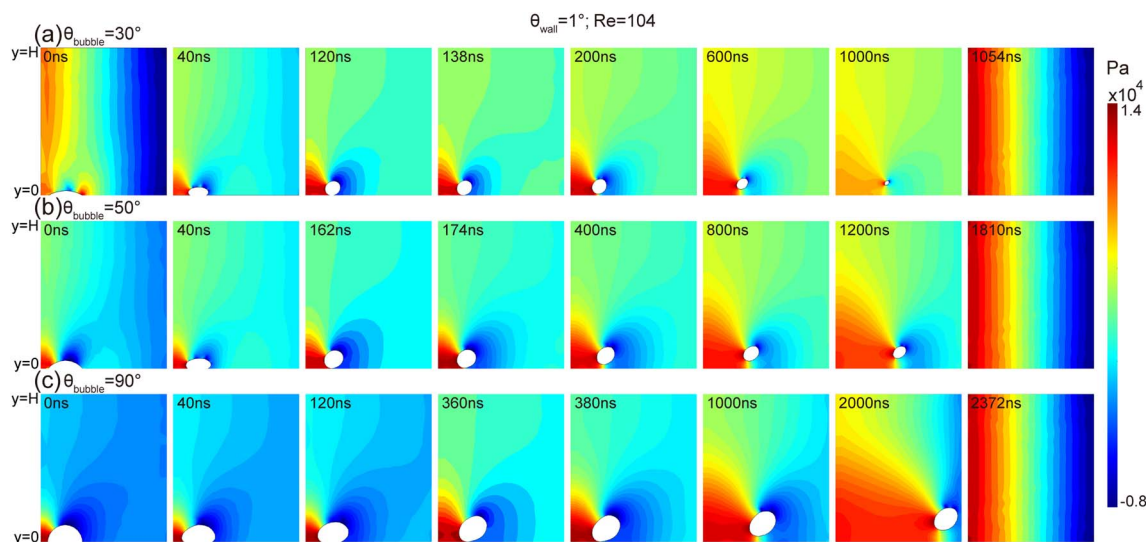 θwall=1°; Re=104
(a) θbubble=30°
y=H
0ns 40ns 120ns 138ns 200ns 600ns 1000ns 1054ns
Pa
x10^4
1.4
y=0
(b) θbubble=50°
y=H
0ns 40ns 162ns 174ns 400ns 800ns 1200ns 1810ns
y=0
(c) θbubble=90°
y=H
0ns 40ns 120ns 360ns 380ns 1000ns 2000ns 2372ns
-0.8
y=0